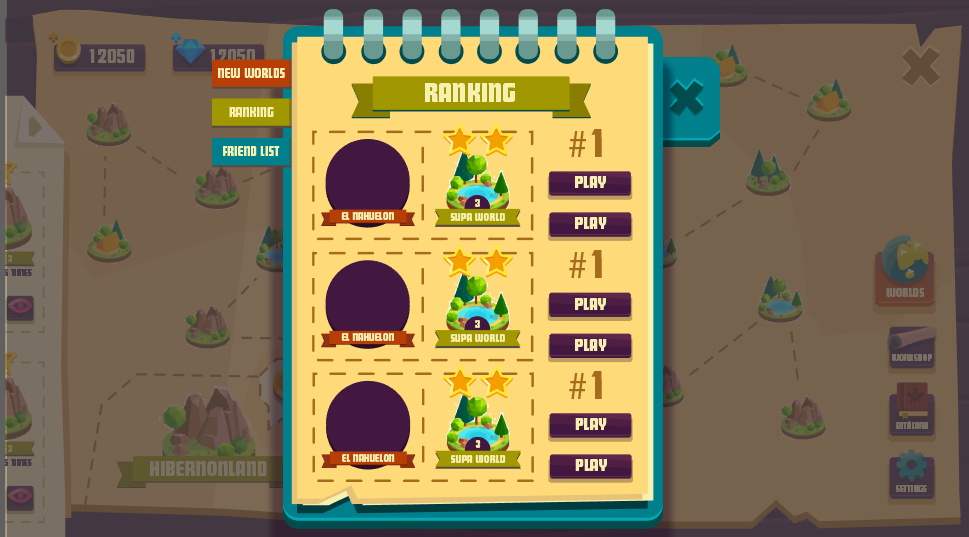 12050
12050
NEW WORLDS
RANKING
FRIEND LIST
RANKING
#1
EL NAHUELON
3
SUPA WORLD
PLAY
PLAY
#1
EL NAHUELON
3
SUPA WORLD
PLAY
PLAY
#1
EL NAHUELON
3
SUPA WORLD
PLAY
PLAY
HIBERNONLAND
WORLDS
WORKSHOP
SETTINGS